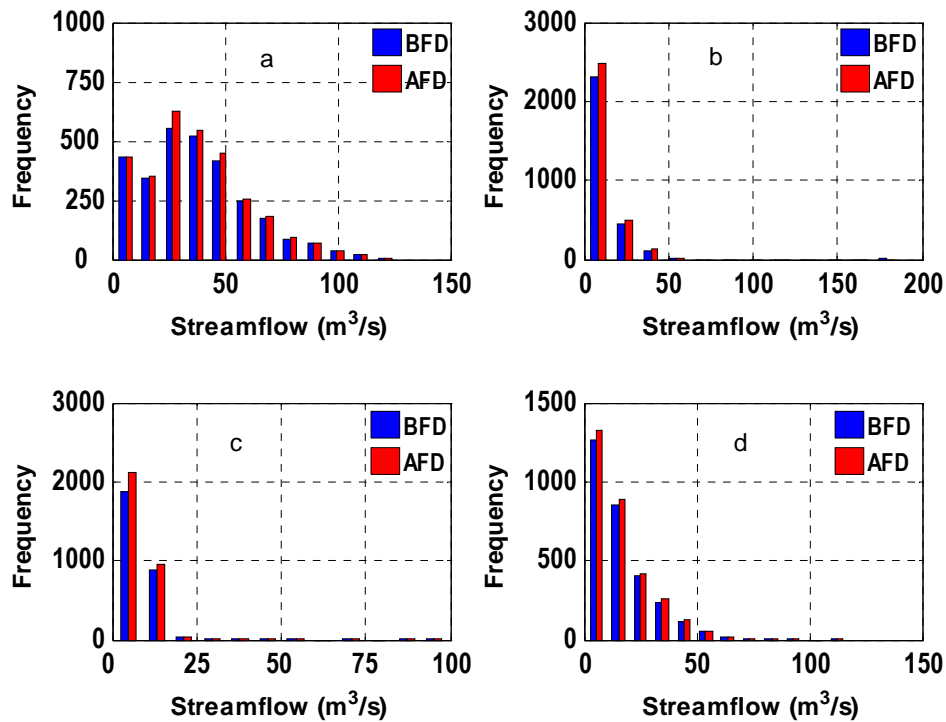 1000
750
500
250
0
Frequency
a
BFD
AFD
0 50 100 150
Streamflow (m³/s)
3000
2000
1000
0
Frequency
b
BFD
AFD
0 50 100 150 200
Streamflow (m³/s)
3000
2000
1000
0
Frequency
c
BFD
AFD
0 25 50 75 100
Streamflow (m³/s)
1500
1000
500
0
Frequency
d
BFD
AFD
0 50 100 150
Streamflow (m³/s)